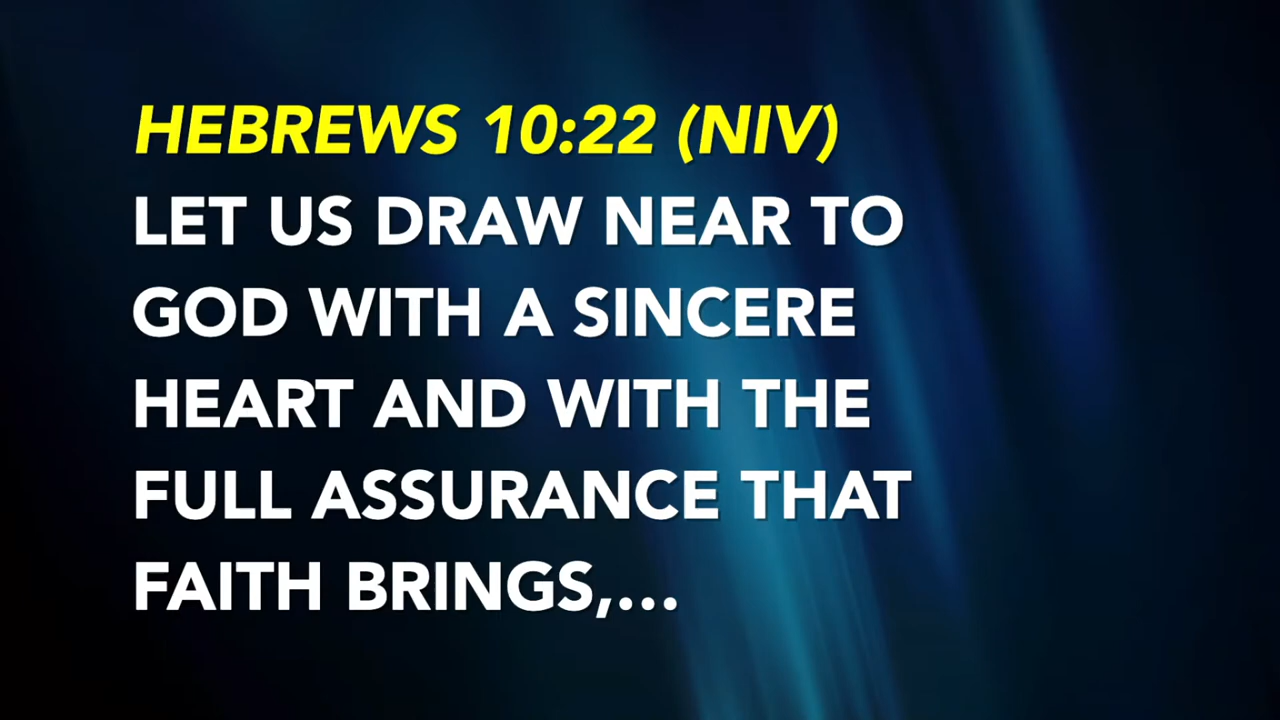 HEBREWS 10:22 (NIV)
LET US DRAW NEAR TO
GOD WITH A SINCERE
HEART AND WITH THE
FULL ASSURANCE THAT
FAITH BRINGS,...